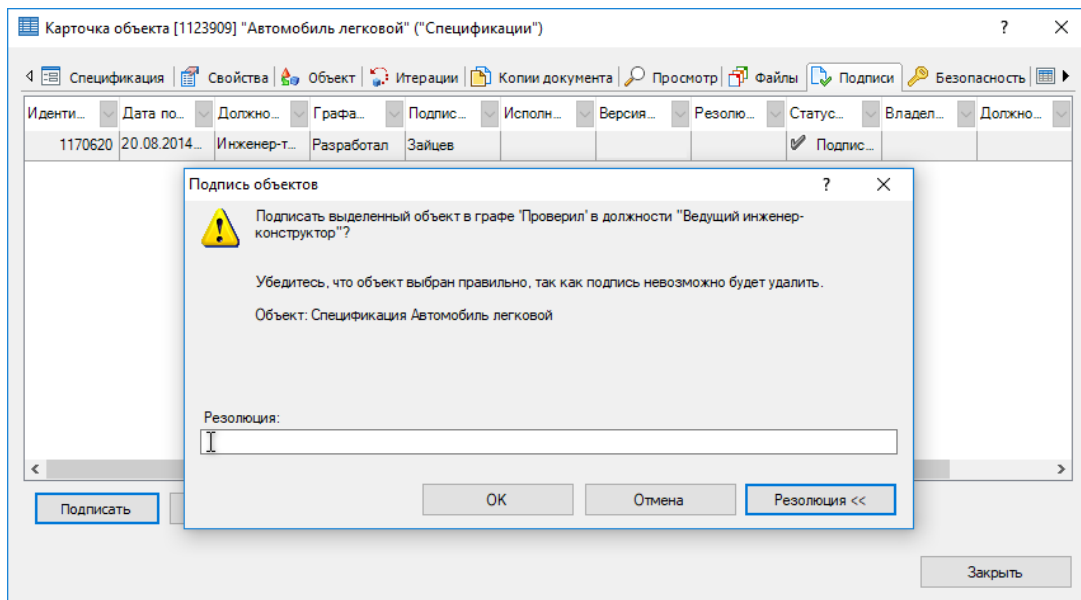 Карточка объекта [1123909] "Автомобиль легковой" ("Спецификации")
Спецификация Свойства Объект Итерации Копии документа Просмотр Файлы Подписи Безопасность
Иденти... Дата по... Должно... Графа... Подпис... Исполн... Версия... Резолю... Статус... Владел... Должно...
1170620 20.08.2014... Инженер-т... Разработал Зайцев Подпис...
Подпись объектов
Подписать выделенный объект в графе 'Проверил' в должности "Ведущий инженер-
конструктор"?
Убедитесь, что объект выбран правильно, так как подпись невозможно будет удалить.
Объект: Спецификация Автомобиль легковой
Резолюция:
OK Отмена Резолюция <<
Подписать
Закрыть